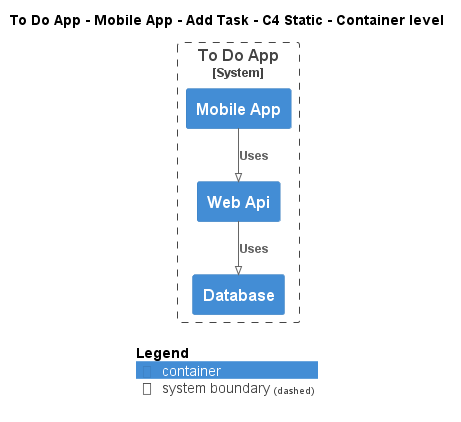 To Do App - Mobile App - Add Task - C4 Static - Container level
To Do App
[System]
Mobile App
Uses
Web Api
Uses
Database
Legend
container
system boundary (dashed)